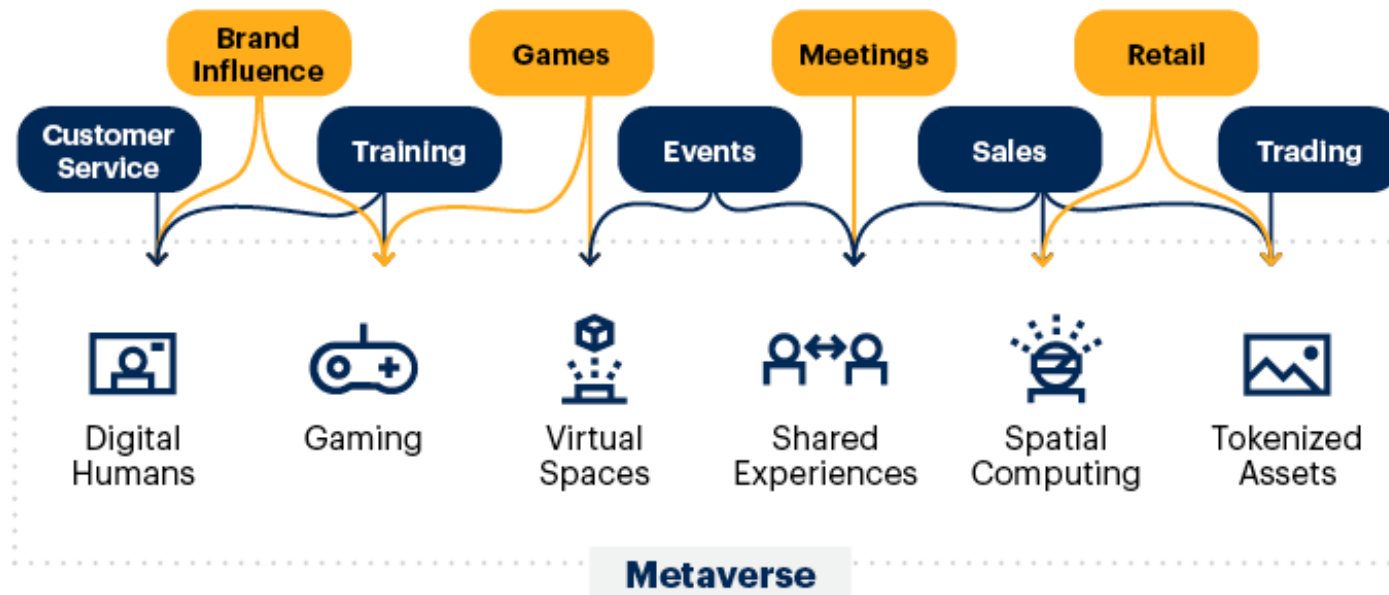 Brand
Influence
Games
Meetings
Retail
Customer
Service
Training
Events
Sales
Trading
Digital
Humans
Gaming
Virtual
Spaces
Shared
Experiences
Spatial
Computing
Tokenized
Assets
Metaverse